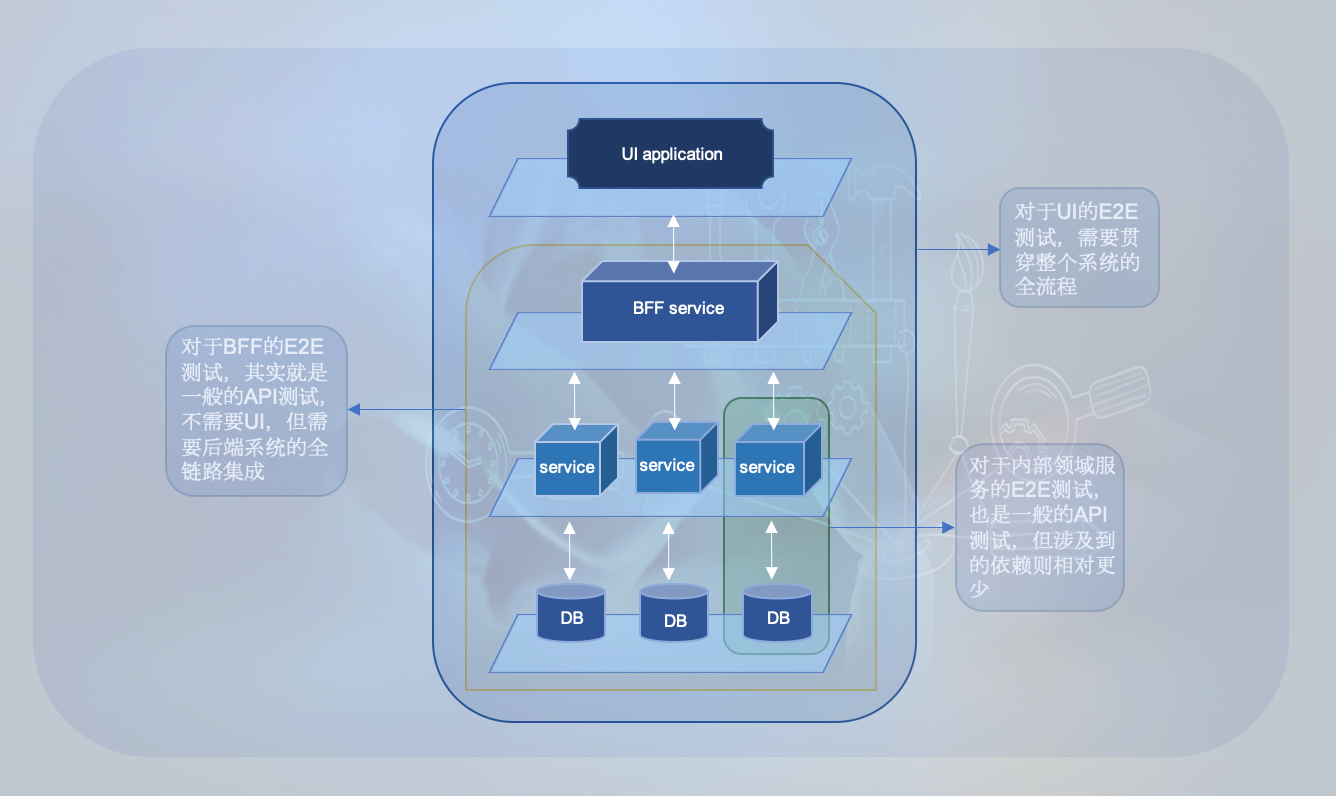 UI application
对于UI的E2E
测试，需要贯
穿整个系统的
全流程
BFF service
对于BFF的E2E
测试，其实就是
一般的API测试，
不需要UI，但需
要后端系统的全
链路集成
service
service
service
对于内部领域服
务的E2E测试，
也是一般的API
测试，但涉及到
的依赖则相对更
少
DB
DB
DB